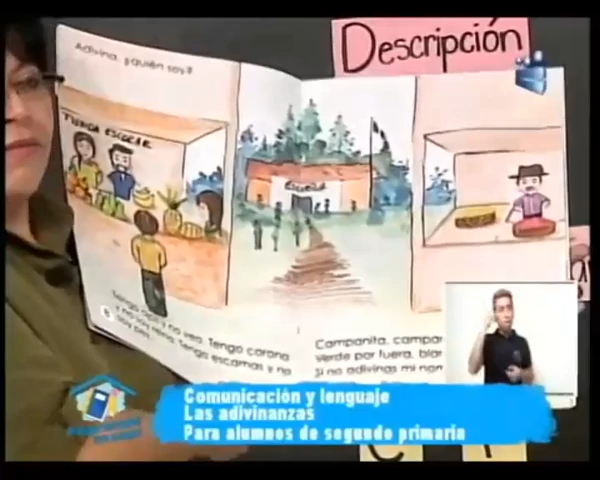 Descripción
Adivina, ¿quién soy?
TIENDA ESCOLAR
ESCUELA
Tengo ojos y no veo. Tengo corona
y no soy reina. Tengo escamas y no
soy pez.
Campanita, campan
verde por fuera, blan
si no adivinas mi nom
6
Comunicación y lenguaje
Las adivinanzas
Para alumnos de segundo primaria